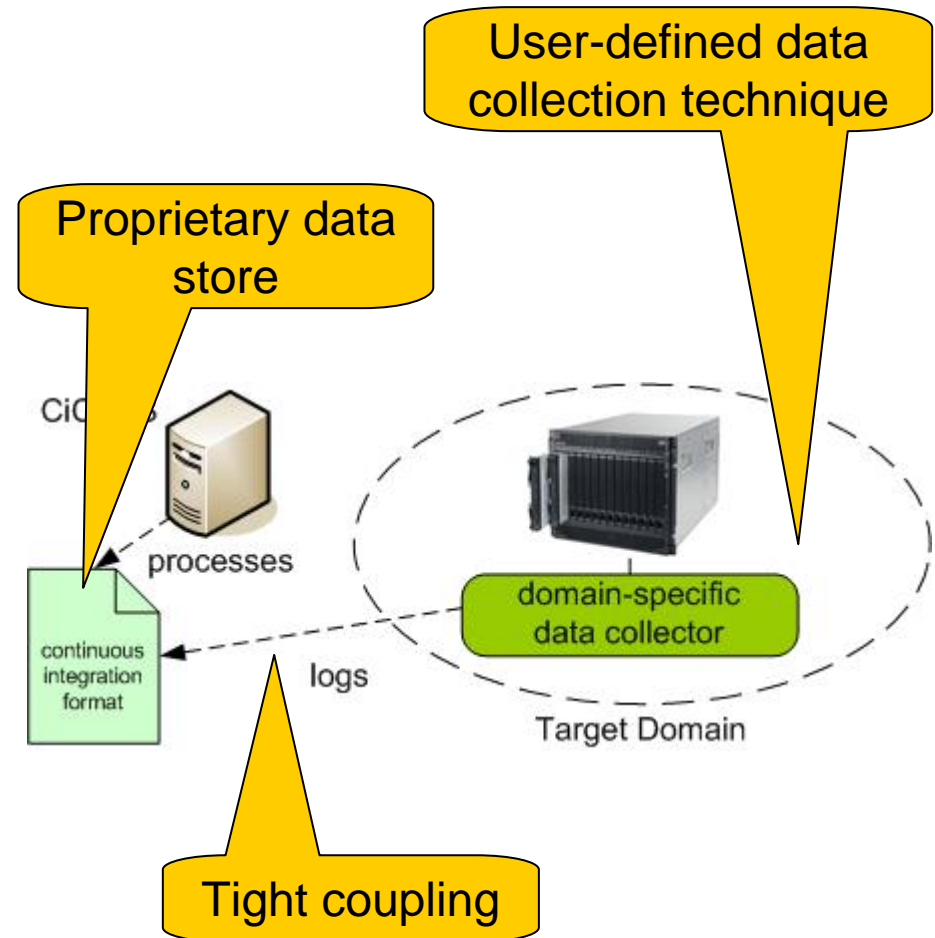 User-defined data
collection technique
Proprietary data
store
processes
domain-specific
data collector
continuous
integration
format
logs
Target Domain
Tight coupling